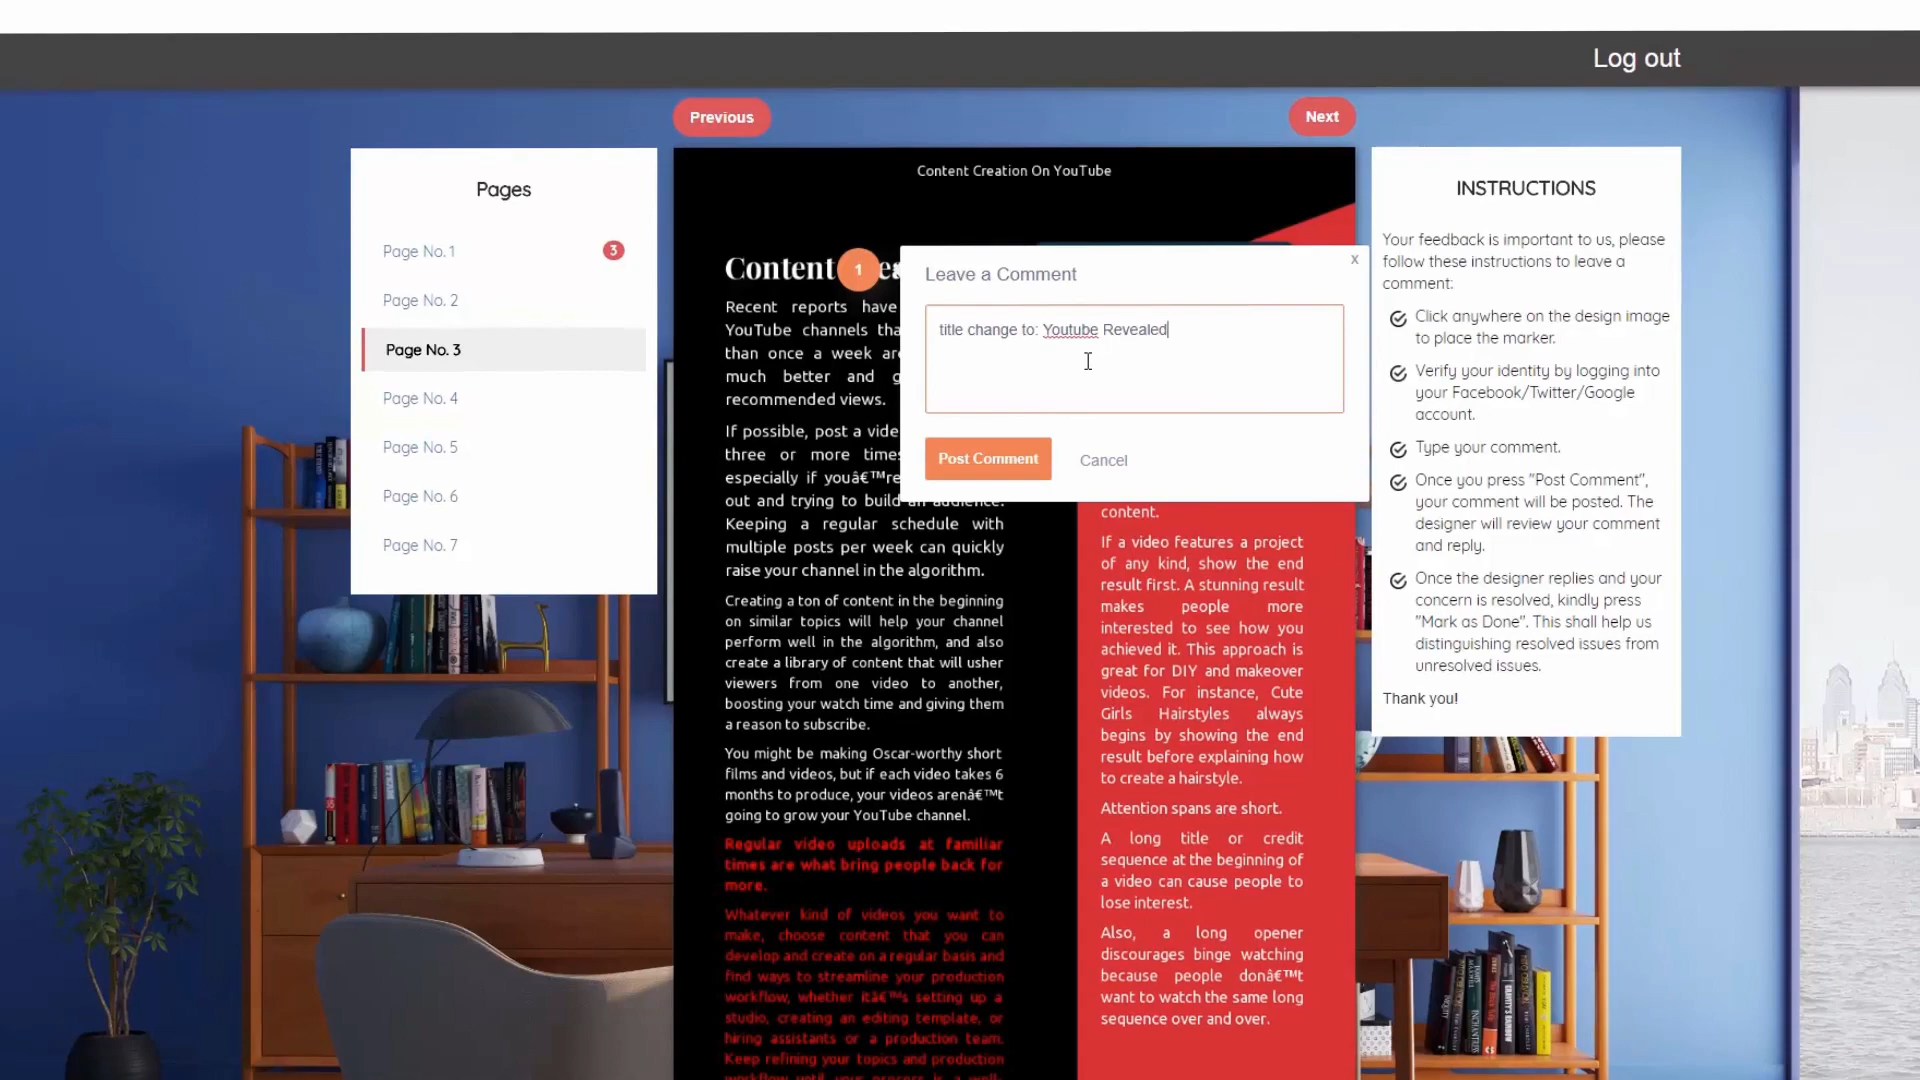 Log out
Previous
Next
Pages
Page No. 1
3
Page No. 2
Page No. 3
Page No. 4
Page No. 5
Page No. 6
Page No. 7
Content Creation On YouTube
Content
1
Recent reports have
YouTube channels tha
than once a week are
much better and g
recommended views.
If possible, post a vide
three or more times
especially if youâ€™re
out and trying to build an audience.
Keeping a regular schedule with
multiple posts per week can quickly
raise your channel in the algorithm.
Creating a ton of content in the beginning
on similar topics will help your channel
perform well in the algorithm, and also
create a library of content that will usher
viewers from one video to another,
boosting your watch time and giving them
a reason to subscribe.
You might be making Oscar-worthy short
films and videos, but if each video takes 6
months to produce, your videos arenâ€™t
going to grow your YouTube channel.
Regular video uploads at familiar
times are what bring people back for
more.
Whatever kind of videos you want to
make, choose content that you can
develop and create on a regular basis and
find ways to streamline your production
workflow, whether itâ€™s setting up a
studio, creating an editing template, or
hiring assistants or a production team.
Keep refining your topics and production
workflow until your process is a well-
Leave a Comment
x
title change to: Youtube Revealed
Post Comment
Cancel
content.
If a video features a project
of any kind, show the end
result first. A stunning result
makes people more
interested to see how you
achieved it. This approach is
great for DIY and makeover
videos. For instance, Cute
Girls Hairstyles always
begins by showing the end
result before explaining how
to create a hairstyle.
Attention spans are short.
A long title or credit
sequence at the beginning of
a video can cause people to
lose interest.
Also, a long opener
discourages binge watching
because people donâ€™t
want to watch the same long
sequence over and over.
INSTRUCTIONS
Your feedback is important to us, please
follow these instructions to leave a
comment:
Click anywhere on the design image
to place the marker.
Verify your identity by logging into
your Facebook/Twitter/Google
account.
Type your comment.
Once you press "Post Comment",
your comment will be posted. The
designer will review your comment
and reply.
Once the designer replies and your
concern is resolved, kindly press
"Mark as Done". This shall help us
distinguishing resolved issues from
unresolved issues.
Thank you!